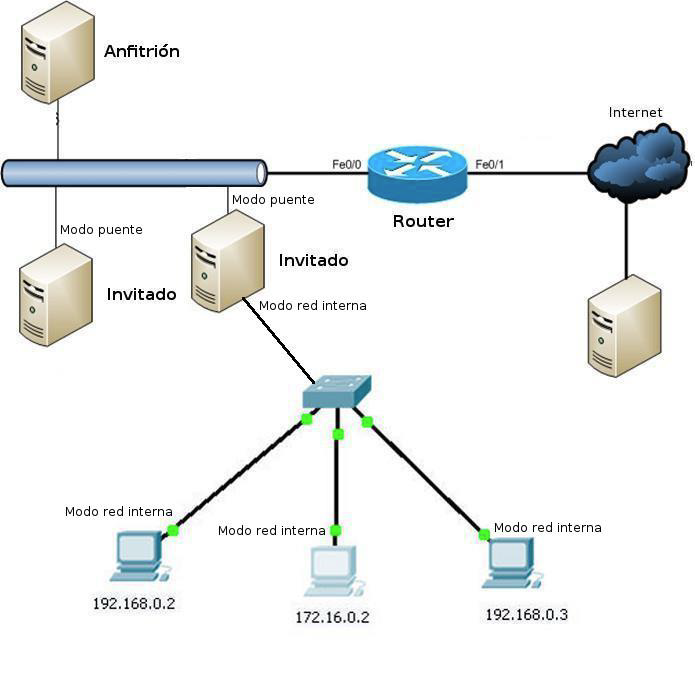 Anfitrión
Internet
Fe0/0
Fe0/1
Router
Modo puente
Modo puente
Invitado
Invitado
Modo red interna
Modo red interna
Modo red interna
Modo red interna
192.168.0.2
172.16.0.2
192.168.0.3